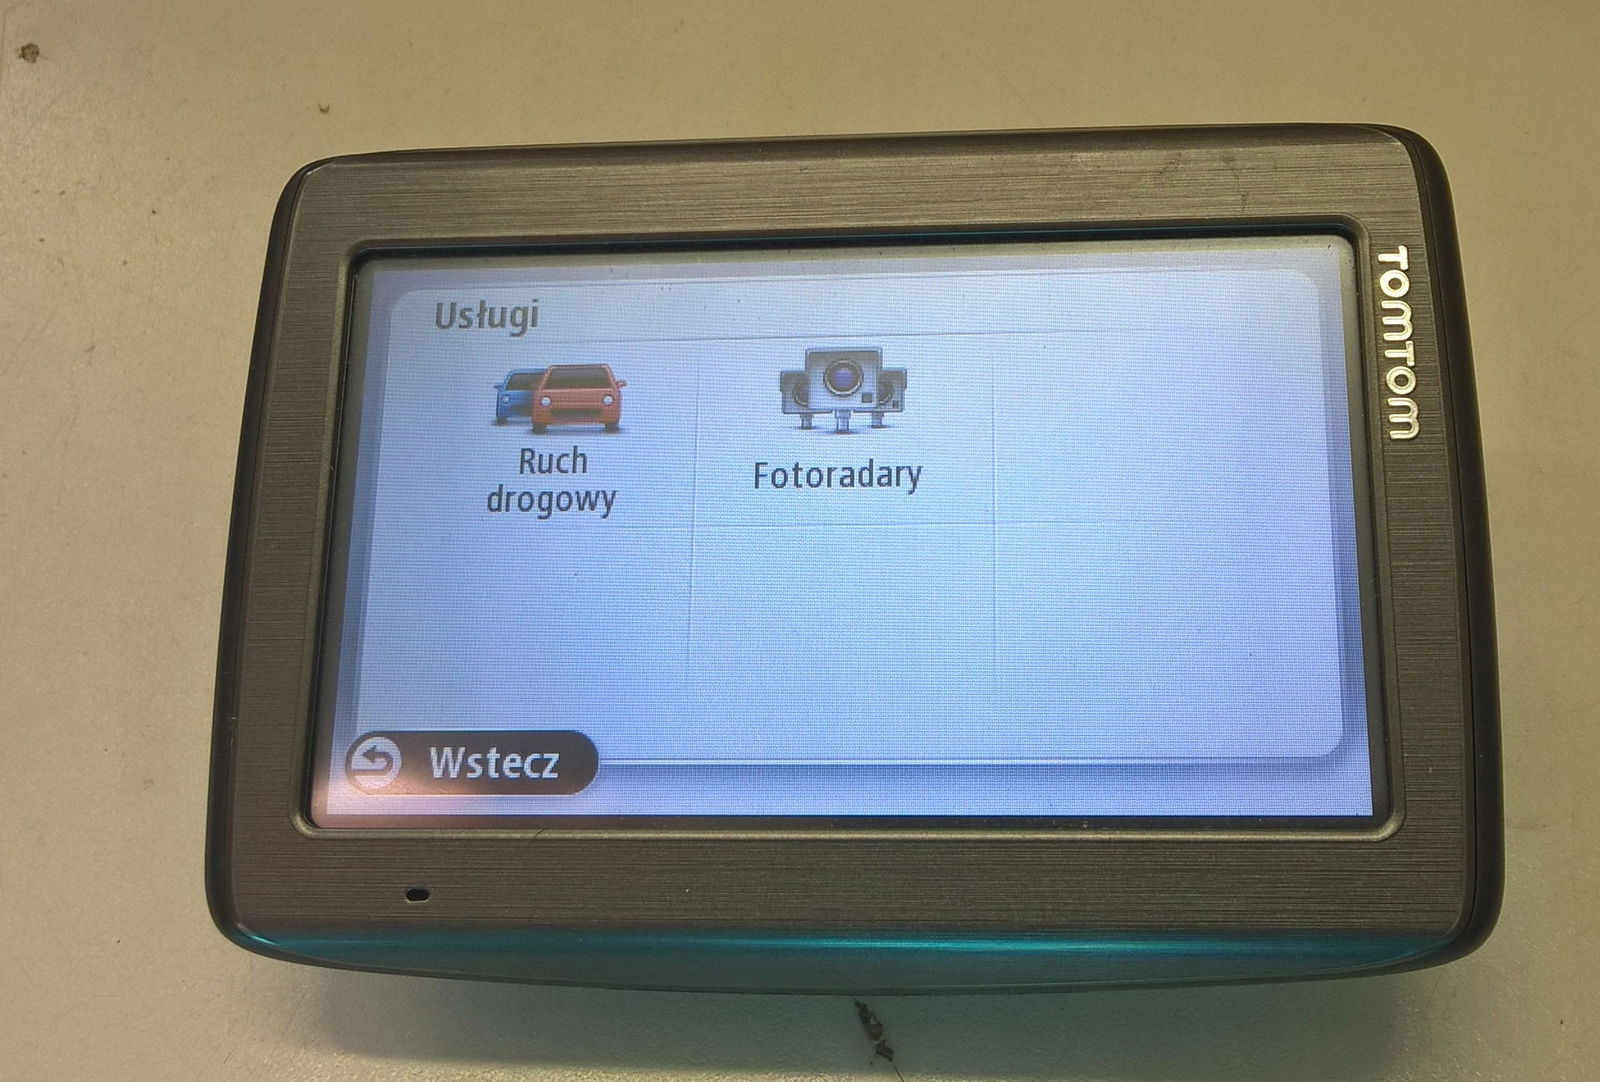 Usługi
Ruch
drogowy
Fotoradary
Wstecz
TOMTOM